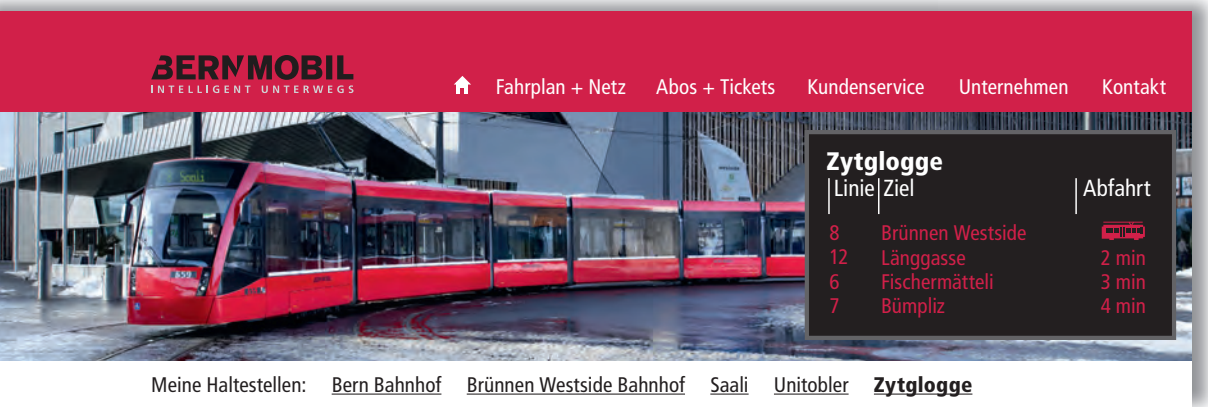 BERNMOBIL
INTELLIGENT UNTERWEGS
Fahrplan + Netz Abos + Tickets Kundenservice Unternehmen Kontakt
Saali
659
Zytglogge
Linie Ziel Abfahrt
8 Brünnen Westside
12 Länggasse 2 min
6 Fischermätteli 3 min
7 Bümpliz 4 min
Meine Haltestellen: Bern Bahnhof Brünnen Westside Bahnhof Saali Unitobler Zytglogge